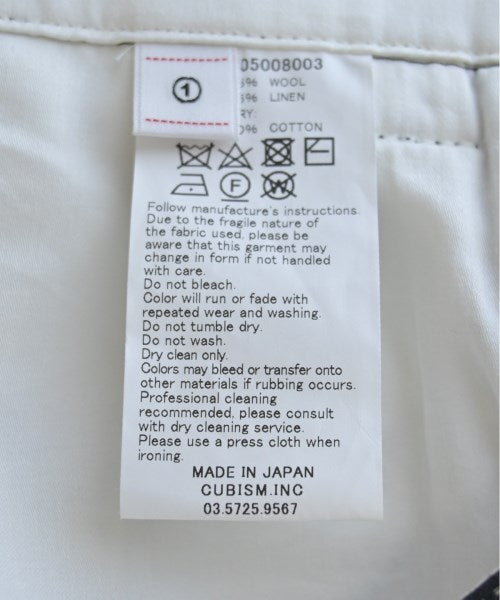 ①
05008003
% WOOL
% LINEN
RY:
0% COTTON
F W
Follow manufacture's instructions
Due to the fragile nature of
the fabric used, please be
aware that this garment may
change in form if not handled
with care.
Do not bleach.
Color will run or fade with
repeated wear and washing.
Do not tumble dry.
Do not wash.
Dry clean only.
Colors may bleed or transfer onto
other materials if rubbing occurs.
Professional cleaning
recommended, please consult
with dry cleaning service.
Please use a press cloth when
ironing.
MADE IN JAPAN
CUBISM.INC
03.5725.9567